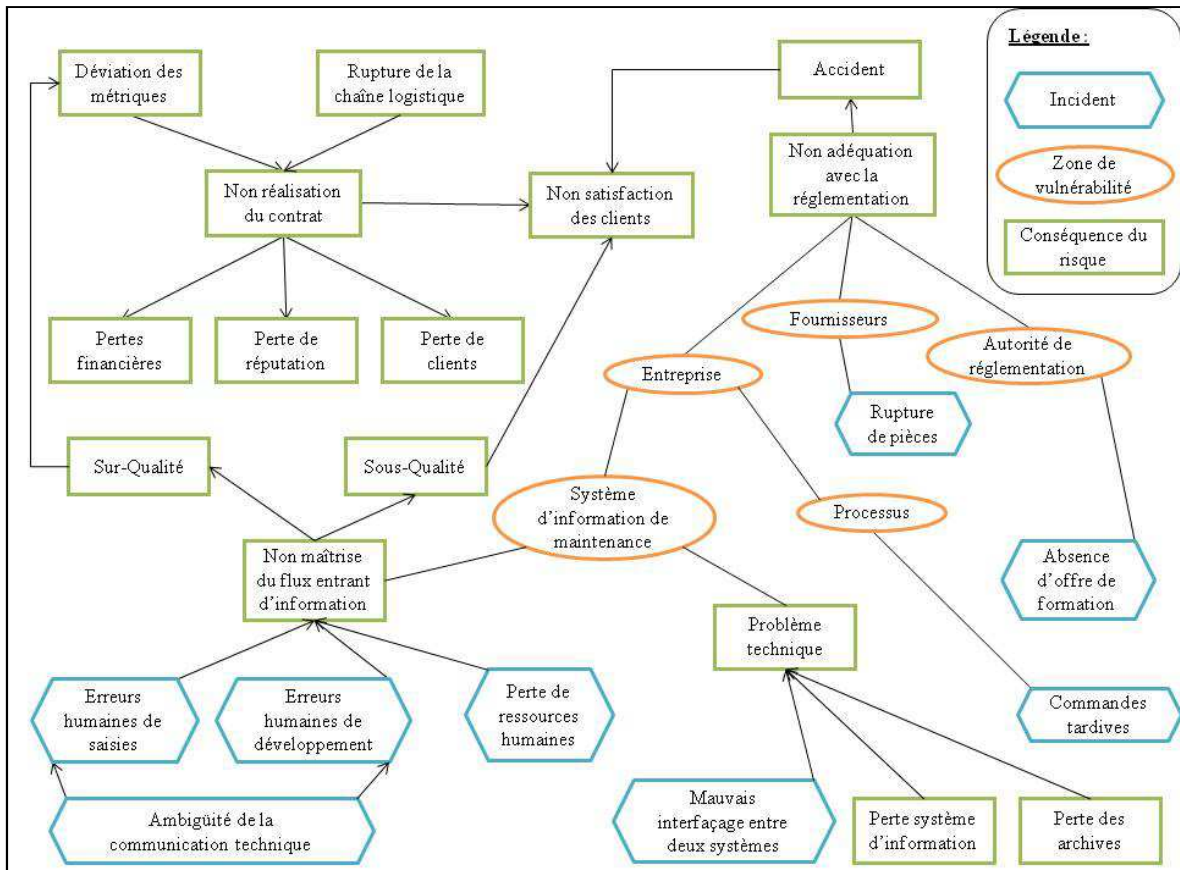 Légende :
Incident
Zone de
vulnérabilité
Conséquence du
risque
Déviation des
métriques
Rupture de la
chaîne logistique
Accident
Non réalisation
du contrat
Non satisfaction
des clients
Non adéquation
avec la
réglementation
Pertes
financières
Perte de
réputation
Perte de
clients
Fournisseurs
Entreprise
Autorité de
réglementation
Rupture
de pièces
Sur-Qualité
Sous-Qualité
Système
d'information de
maintenance
Processus
Non maîtrise
du flux entrant
d'information
Absence
d'offre de
formation
Problème
technique
Erreurs
humaines de
saisies
Erreurs
humaines de
développement
Perte de
ressources
humaines
Commandes
tardives
Ambigüité de la
communication technique
Mauvais
interfaçage entre
deux systèmes
Perte système
d'information
Perte des
archives